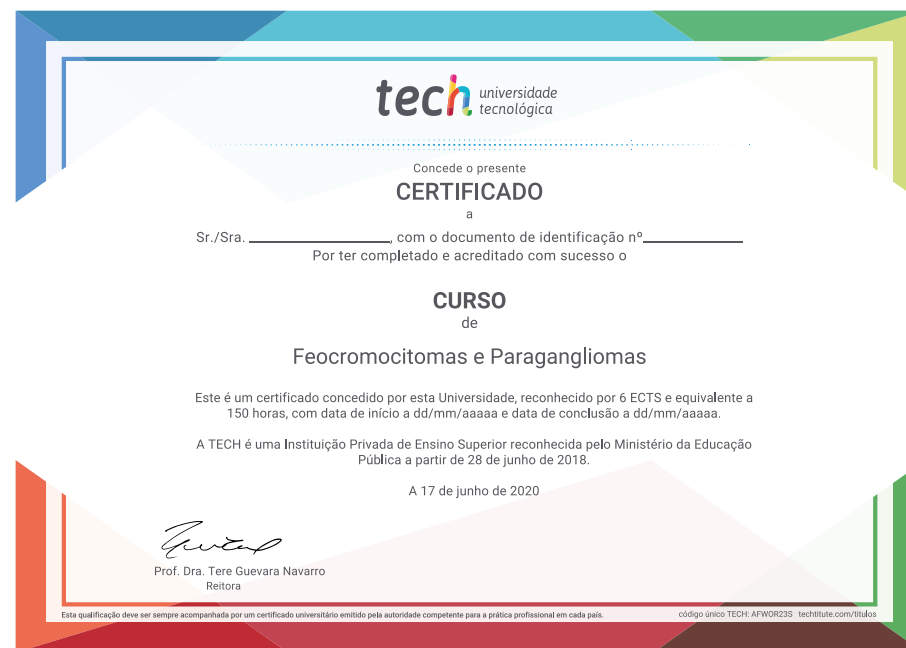 tech universidade
tecnológica
Concede o presente
CERTIFICADO
a
Sr./Sra. ____________________, com o documento de identificação nº______________
Por ter completado e acreditado com sucesso o
CURSO
de
Feocromocitomas e Paragangliomas
Este é um certificado concedido por esta Universidade, reconhecido por 6 ECTS e equivalente a
150 horas, com data de início a dd/mm/aaaaa e data de conclusão a dd/mm/aaaaa.
A TECH é uma Instituição Privada de Ensino Superior reconhecida pelo Ministério da Educação
Pública a partir de 28 de junho de 2018.
A 17 de junho de 2020
Prof. Dra. Tere Guevara Navarro
Reitora
Esta qualificação deve ser sempre acompanhada por um certificado universitário emitido pela autoridade competente para a prática profissional em cada país.
código único TECH: AFWOR23S techtitute.com/titulos